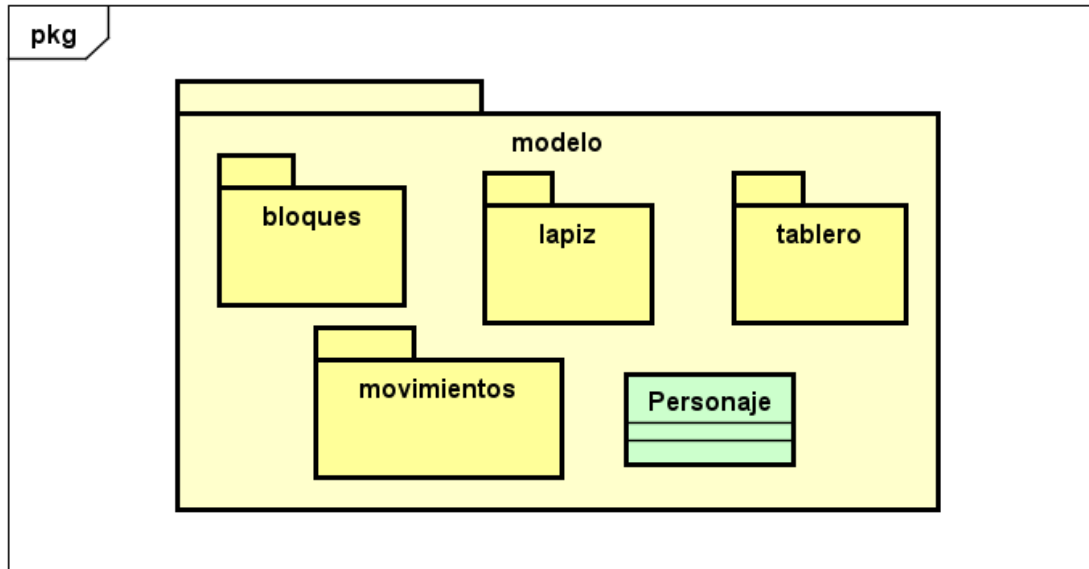 pkg
modelo
bloques
lapiz
tablero
movimientos
Personaje